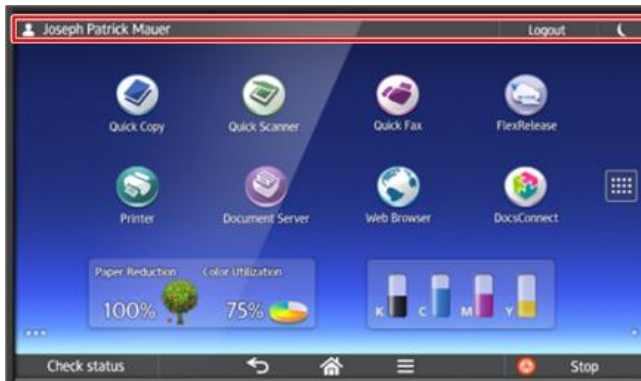 Joseph Patrick Mauer Logout
Quick Copy Quick Scanner Quick Fax FlexRelease
Printer Document Server Web Browser DocsConnect
Paper Reduction Color Utilization
100% 75% K C M Y
Check status Stop